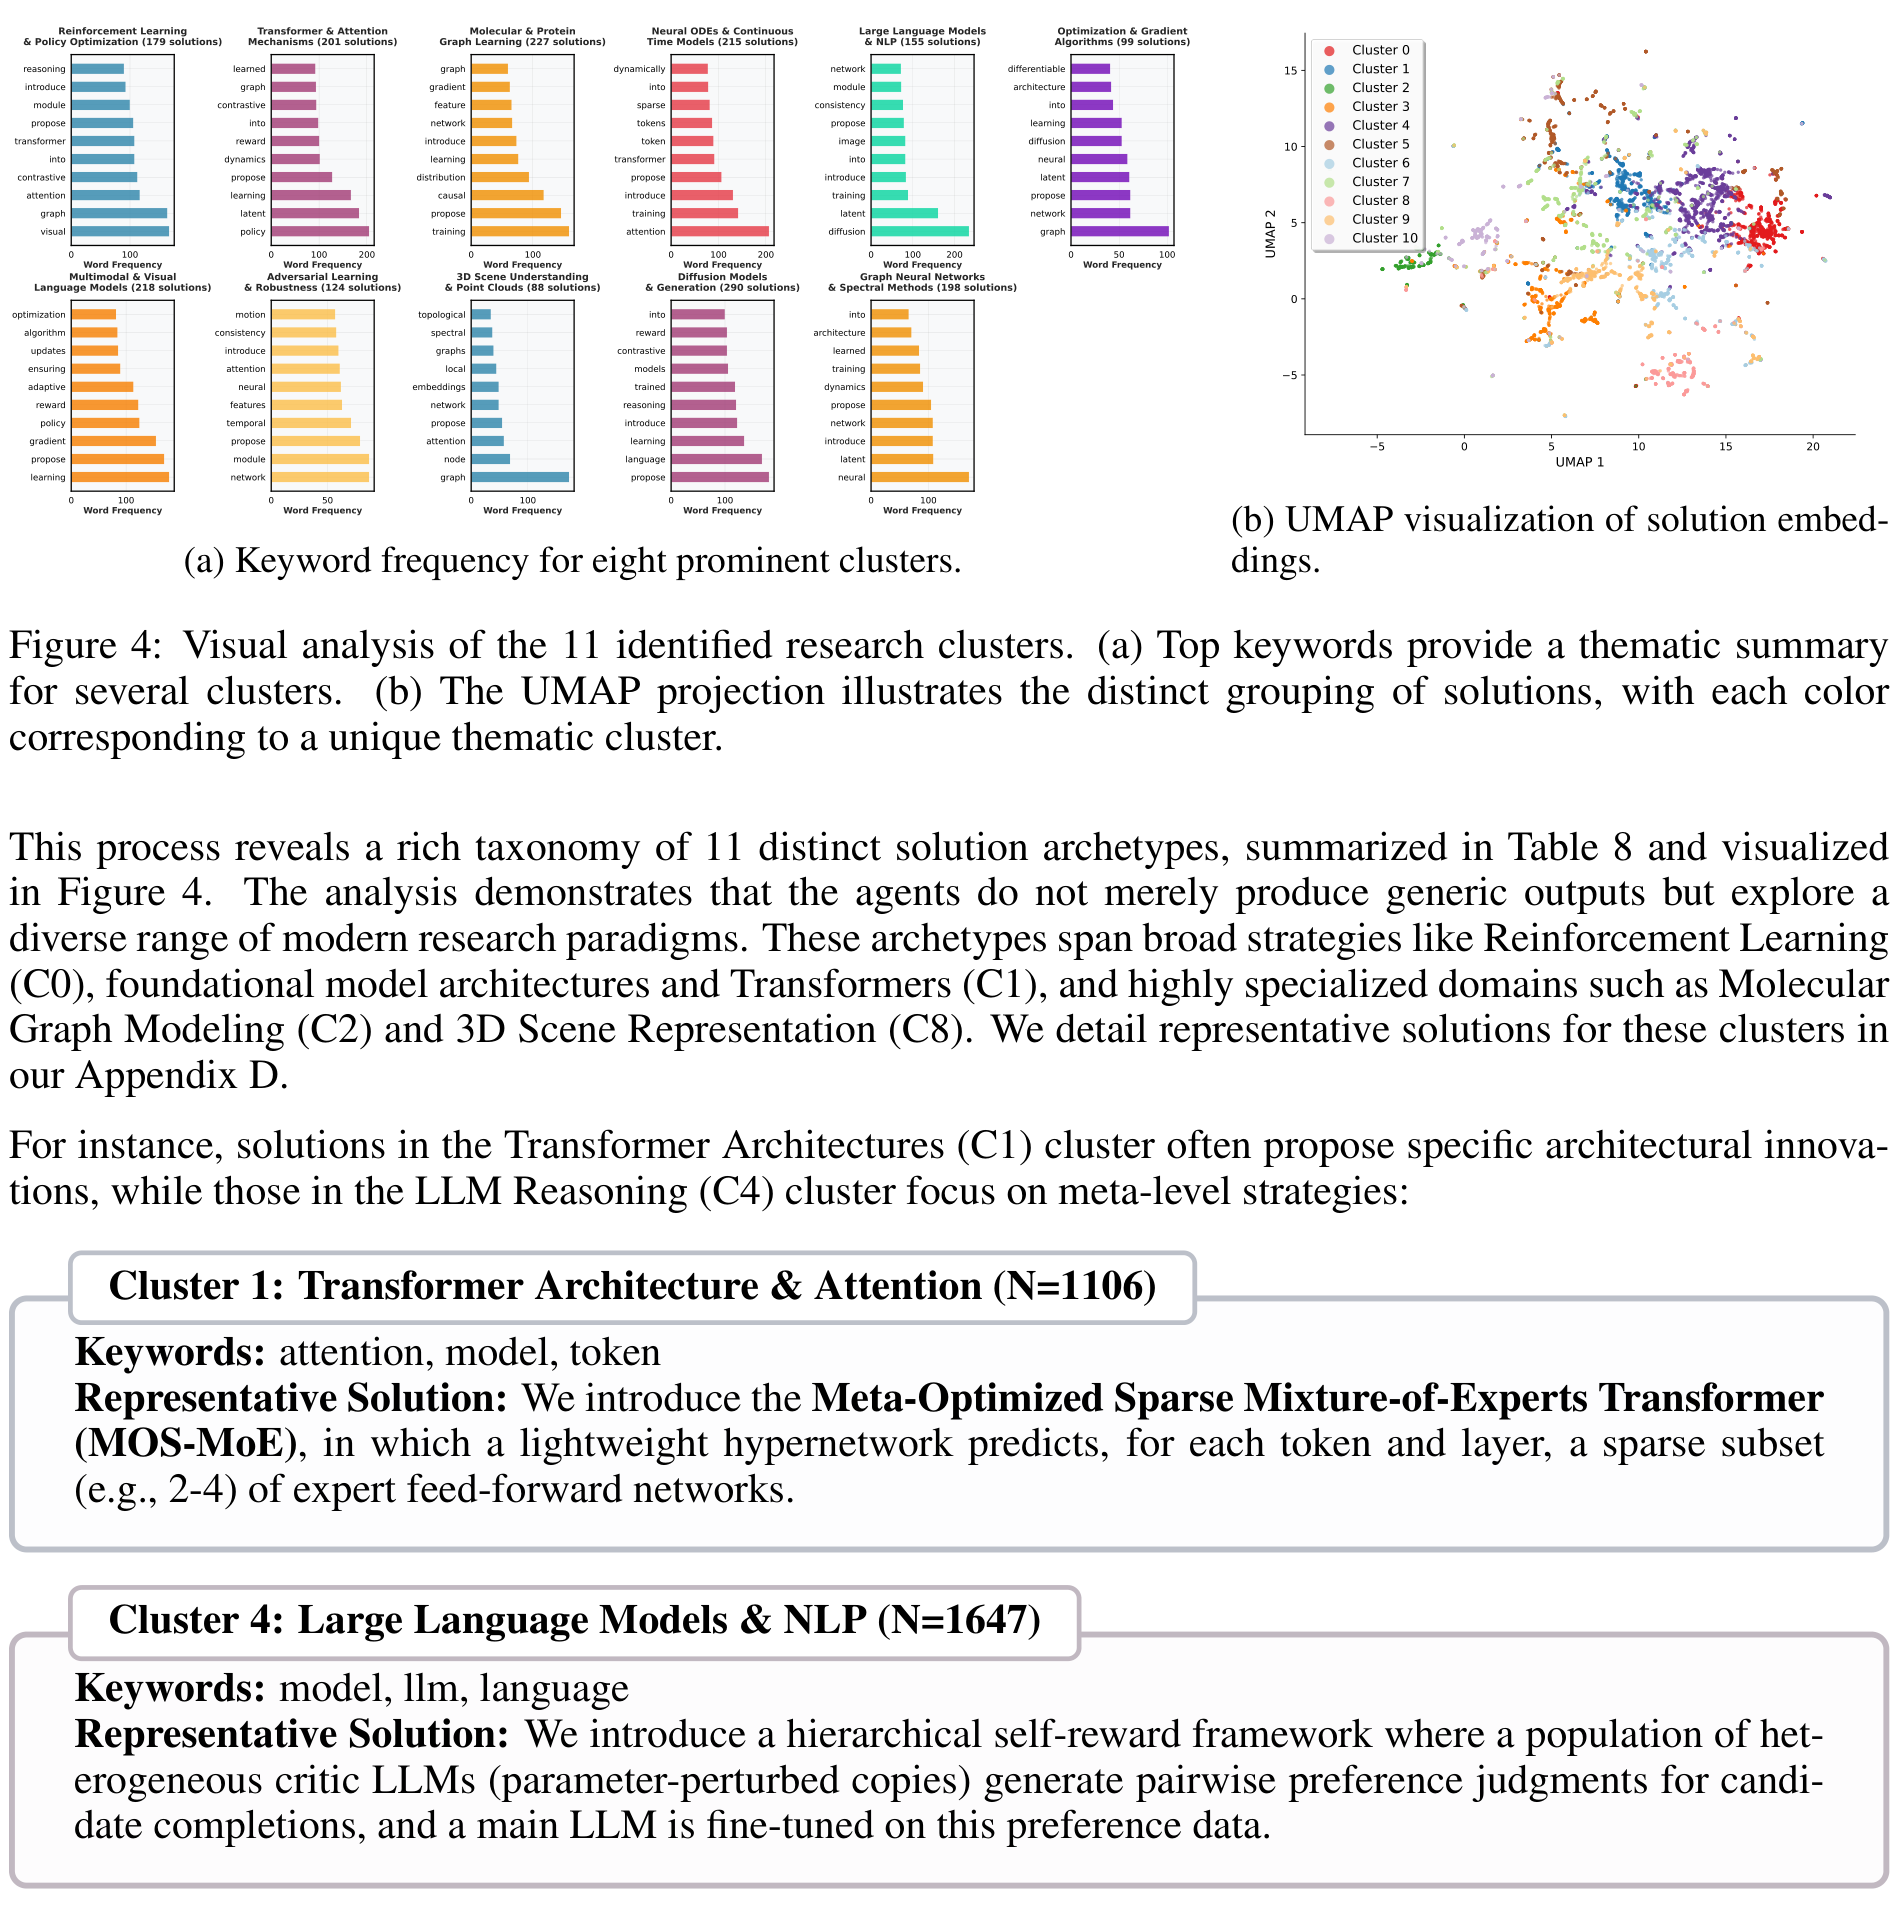 Reinforcement Learning
& Policy Optimization (179 solutions)
reasoning
introduce
module
propose
transformer
into
contrastive
attention
graph
visual
0 100
Word Frequency
Transformer & Attention
Mechanisms (201 solutions)
learned
graph
contrastive
into
reward
dynamics
propose
learning
latent
policy
0 100 200
Word Frequency
Molecular & Protein
Graph Learning (227 solutions)
graph
gradient
feature
network
introduce
learning
distribution
causal
propose
training
0 100
Word Frequency
Neural ODEs & Continuous
Time Models (215 solutions)
dynamically
into
sparse
tokens
token
transformer
propose
introduce
training
attention
0 100 200
Word Frequency
Large Language Models
& NLP (155 solutions)
network
module
consistency
propose
image
into
introduce
training
latent
diffusion
0 100 200
Word Frequency
Optimization & Gradient
Algorithms (99 solutions)
differentiable
architecture
into
learning
diffusion
neural
latent
propose
network
graph
0 50 100
Word Frequency
Multimodal & Visual
Language Models (218 solutions)
optimization
algorithm
updates
ensuring
adaptive
reward
policy
gradient
propose
learning
0 100
Word Frequency
Adversarial Learning
& Robustness (124 solutions)
motion
consistency
introduce
attention
neural
features
temporal
propose
module
network
0 50
Word Frequency
3D Scene Understanding
& Point Clouds (88 solutions)
topological
spectral
graphs
local
embeddings
network
propose
attention
node
graph
0 100
Word Frequency
Diffusion Models
& Generation (290 solutions)
into
reward
contrastive
models
trained
reasoning
introduce
learning
language
propose
0 100
Word Frequency
Graph Neural Networks
& Spectral Methods (198 solutions)
into
architecture
learned
training
dynamics
propose
network
introduce
latent
neural
0 100
Word Frequency
(a) Keyword frequency for eight prominent clusters.
Cluster 0
Cluster 1
Cluster 2
Cluster 3
Cluster 4
Cluster 5
Cluster 6
Cluster 7
Cluster 8
Cluster 9
Cluster 10
UMAP 2
15
10
5
0
−5
−5 0 5 10 15 20
UMAP 1
(b) UMAP visualization of solution embed-
dings.
Figure 4: Visual analysis of the 11 identified research clusters. (a) Top keywords provide a thematic summary
for several clusters. (b) The UMAP projection illustrates the distinct grouping of solutions, with each color
corresponding to a unique thematic cluster.
This process reveals a rich taxonomy of 11 distinct solution archetypes, summarized in Table 8 and visualized
in Figure 4. The analysis demonstrates that the agents do not merely produce generic outputs but explore a
diverse range of modern research paradigms. These archetypes span broad strategies like Reinforcement Learning
(C0), foundational model architectures and Transformers (C1), and highly specialized domains such as Molecular
Graph Modeling (C2) and 3D Scene Representation (C8). We detail representative solutions for these clusters in
our Appendix D.
For instance, solutions in the Transformer Architectures (C1) cluster often propose specific architectural innova-
tions, while those in the LLM Reasoning (C4) cluster focus on meta-level strategies:
Cluster 1: Transformer Architecture & Attention (N=1106)
Keywords: attention, model, token
Representative Solution: We introduce the Meta-Optimized Sparse Mixture-of-Experts Transformer
(MOS-MoE), in which a lightweight hypernetwork predicts, for each token and layer, a sparse subset
(e.g., 2-4) of expert feed-forward networks.
Cluster 4: Large Language Models & NLP (N=1647)
Keywords: model, llm, language
Representative Solution: We introduce a hierarchical self-reward framework where a population of het-
erogeneous critic LLMs (parameter-perturbed copies) generate pairwise preference judgments for candi-
date completions, and a main LLM is fine-tuned on this preference data.